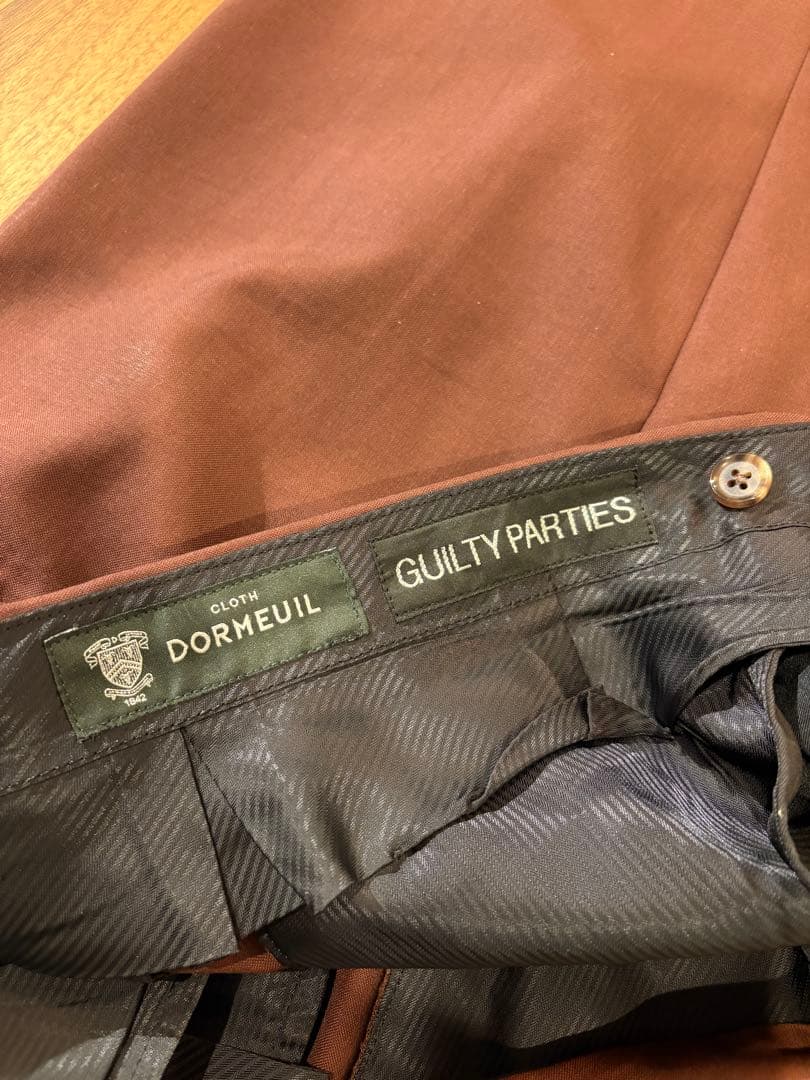 CLOTH
DORMEUIL
1842
GUILTY PARTIES